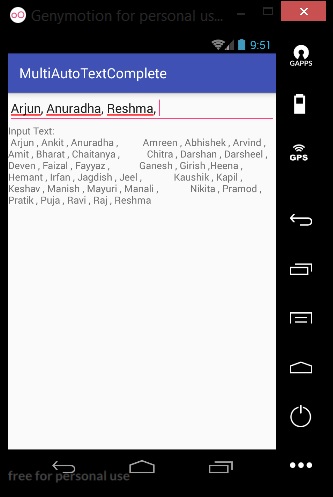 Genymotion for personal us...
9:51
MultiAutoTextComplete
Arjun, Anuradha, Reshma,
Input Text:
Arjun , Ankit , Anuradha , Amreen , Abhishek , Arvind ,
Amit , Bharat , Chaitanya , Chitra , Darshan , Darsheel ,
Deven , Faizal , Fayyaz , Ganesh , Girish ,Heena ,
Hemant , Irfan , Jagdish , Jeel , Kaushik , Kapil ,
Keshav , Manish , Mayuri , Manali , Nikita , Pramod ,
Pratik , Puja , Ravi , Raj , Reshma
free for personal use
GAPPS
GPS